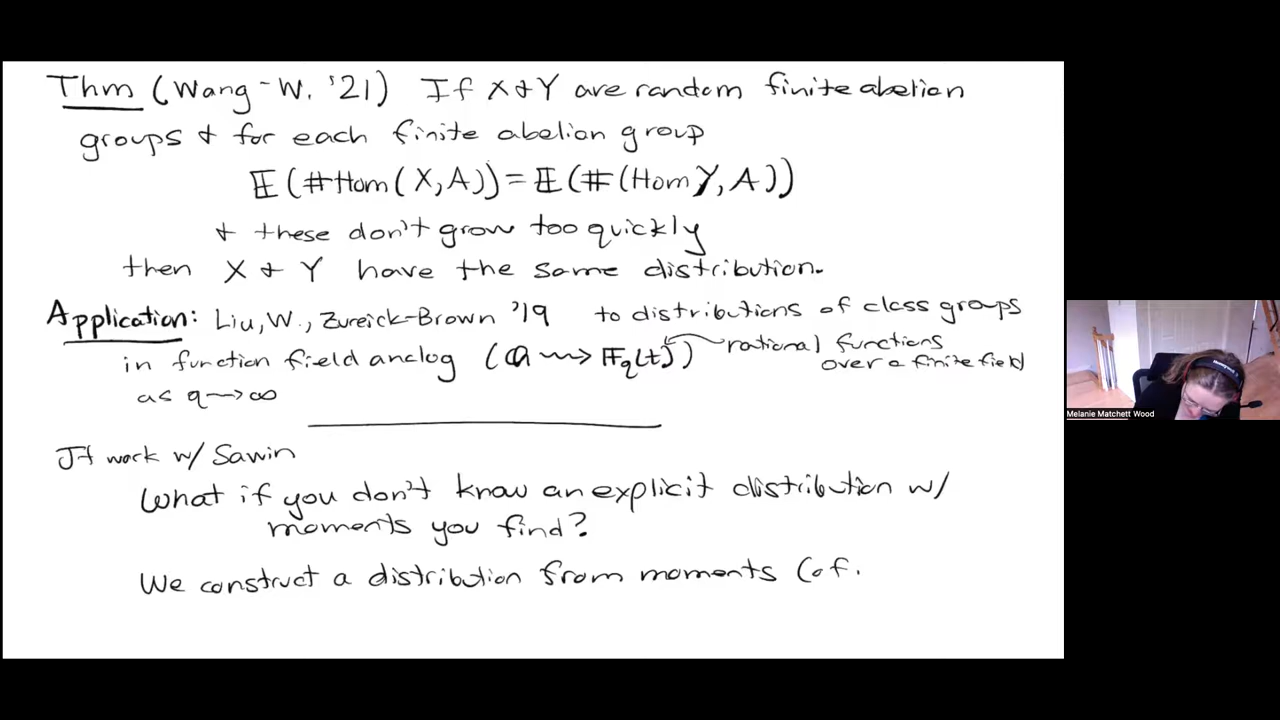 Thm (Wang-W. '21) If X & Y are random finite abelian
groups & for each finite abelian group
𝔼(#Hom(X,A))=𝔼(#(Hom Y,A))
& these don't grow too quickly
then X & Y have the same distribution.
Application: Liu, W., Zureick-Brown '19 to distributions of class groups
in function field analog (ℚ ⇝ 𝔽q(t)) rational functions
over a finite field
as q→∞
Jt work w/ Sawin
What if you don't know an explicit distribution w/
moments you find?
We construct a distribution from moments (of.
Melanie Matchett Wood